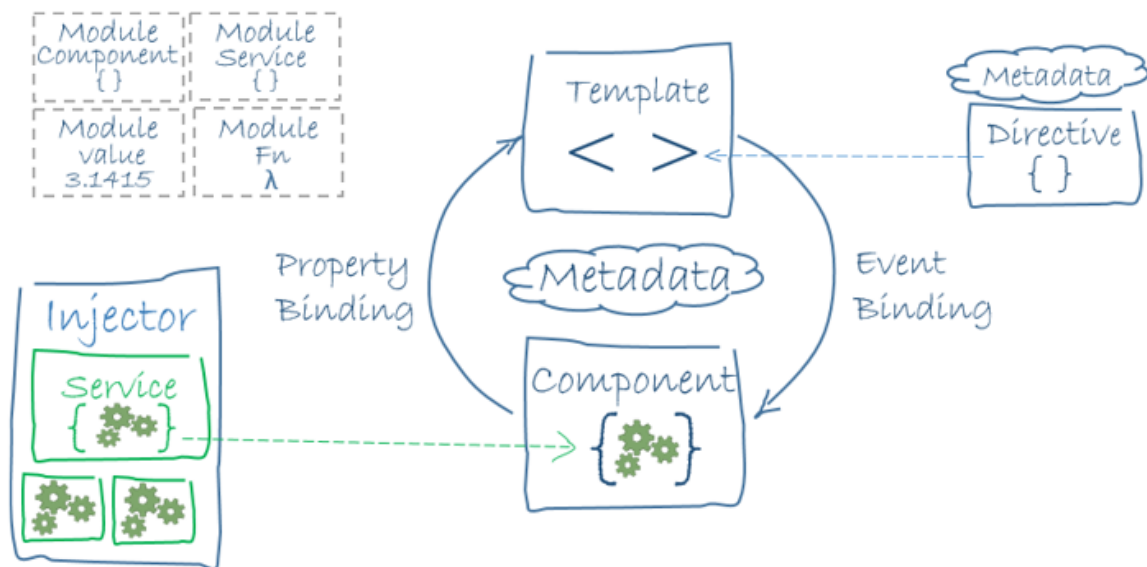 Module
Component
{ }
Module
Service
{ }
Module
value
3.1415
Module
Fn
λ
Template
< >
Metadata
Directive
{ }
Property
Binding
Metadata
Event
Binding
Injector
Service
{ }
Component
{ }